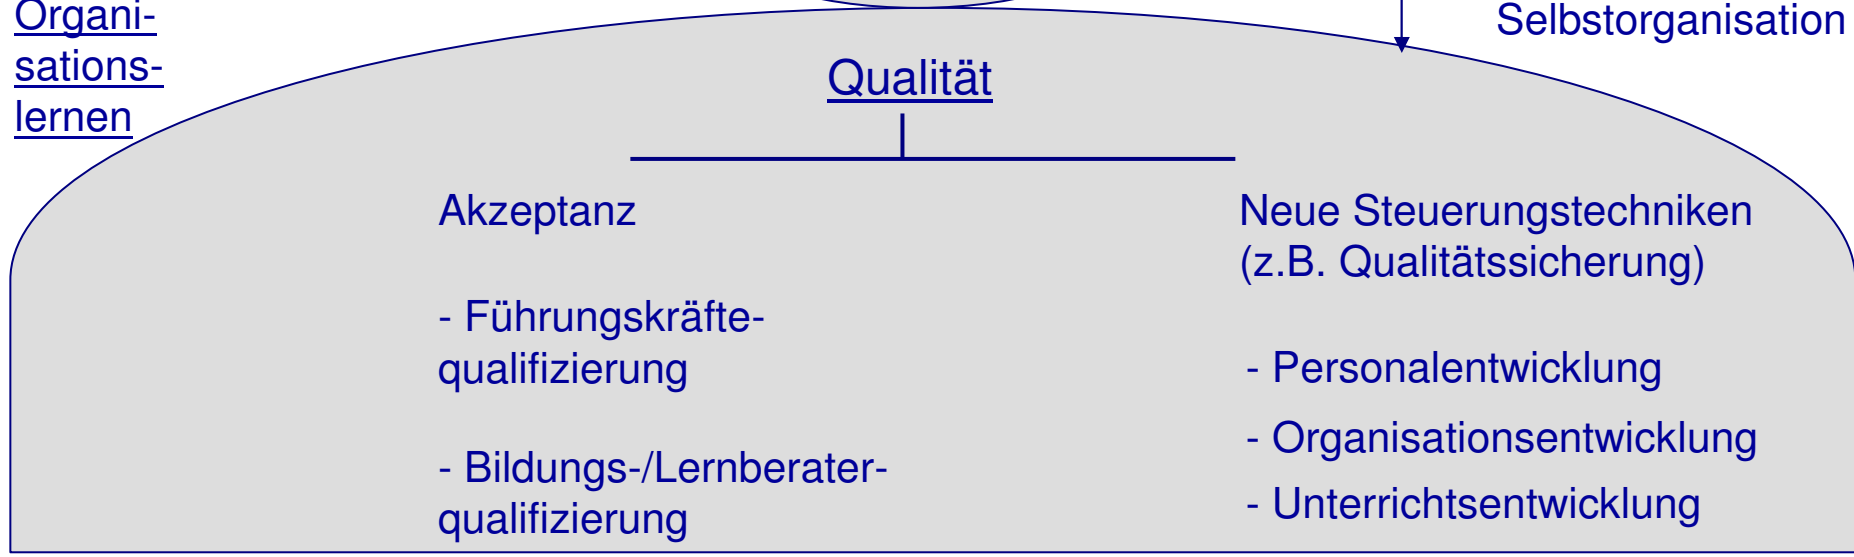 Organi-
sations-
lernen
Selbstorganisation
Qualität
Akzeptanz
- Führungskräfte-
qualifizierung
- Bildungs-/Lernberater-
qualifizierung
Neue Steuerungstechniken
(z.B. Qualitätssicherung)
- Personalentwicklung
- Organisationsentwicklung
- Unterrichtsentwicklung